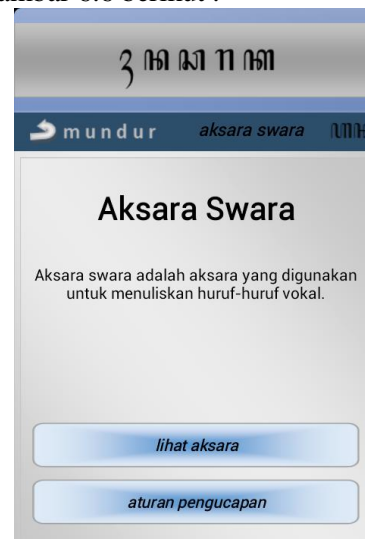 berikut :
mundur aksara swara
Aksara Swara
Aksara swara adalah aksara yang digunakan
untuk menuliskan huruf-huruf vokal.
lihat aksara
aturan pengucapan